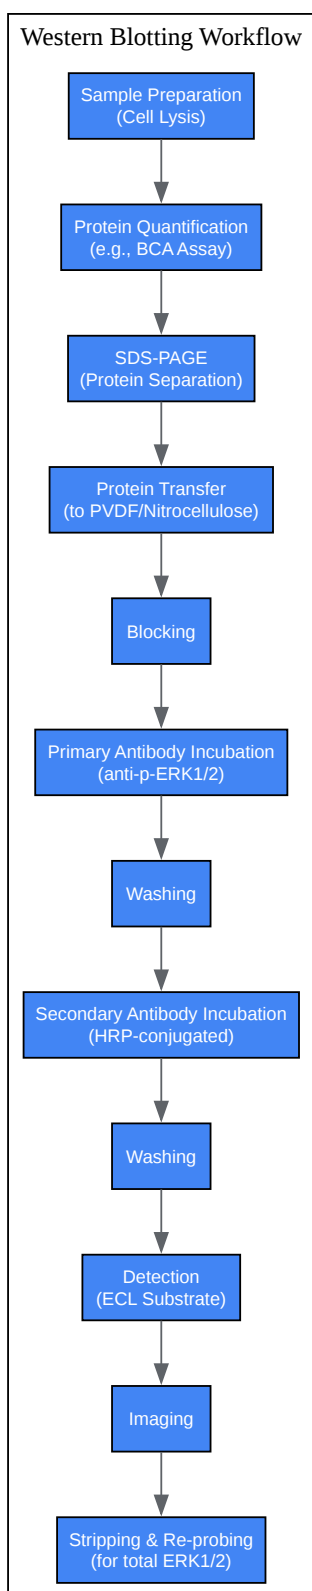 Western Blotting Workflow
Sample Preparation
(Cell Lysis)
Protein Quantification
(e.g., BCA Assay)
SDS-PAGE
(Protein Separation)
Protein Transfer
(to PVDF/Nitrocellulose)
Blocking
Primary Antibody Incubation
(anti-p-ERK1/2)
Washing
Secondary Antibody Incubation
(HRP-conjugated)
Washing
Detection
(ECL Substrate)
Imaging
Stripping & Re-probing
(for total ERK1/2)